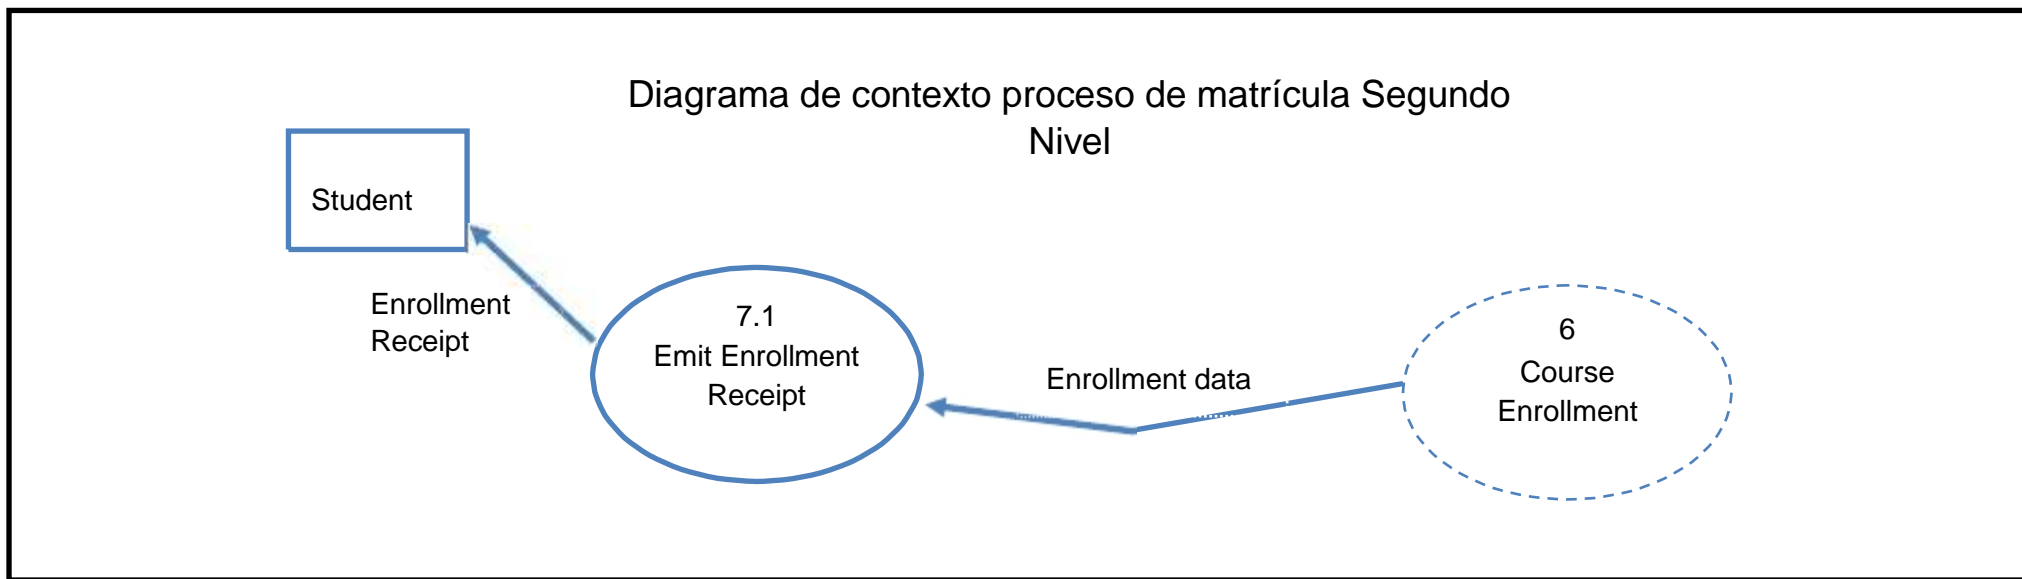 Diagrama de contexto proceso de matrícula Segundo
Nivel
Student
Enrollment
Receipt
7.1
Emit Enrollment
Receipt
Enrollment data
6
Course
Enrollment